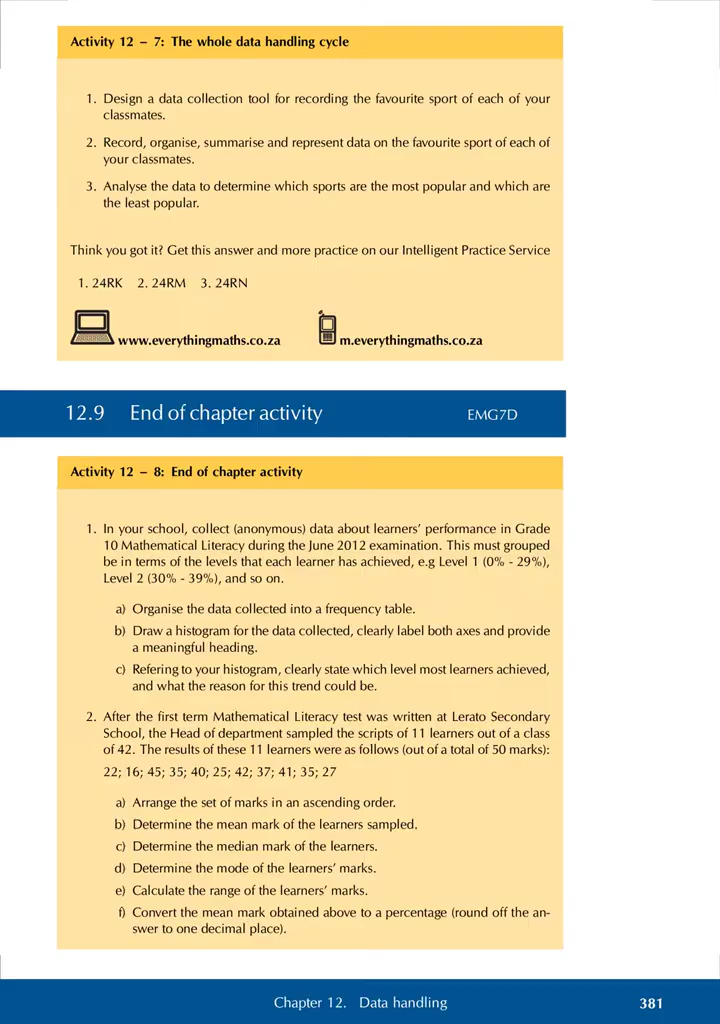 Activity 12 – 7: The whole data handling cycle
1. Design a data collection tool for recording the favourite sport of each of your
classmates.
2. Record, organise, summarise and represent data on the favourite sport of each of
your classmates.
3. Analyse the data to determine which sports are the most popular and which are
the least popular.
Think you got it? Get this answer and more practice on our Intelligent Practice Service
1. 24RK 2. 24RM 3. 24RN
www.everythingmaths.co.za m.everythingmaths.co.za
12.9 End of chapter activity EMG7D
Activity 12 – 8: End of chapter activity
1. In your school, collect (anonymous) data about learners’ performance in Grade
10 Mathematical Literacy during the June 2012 examination. This must grouped
be in terms of the levels that each learner has achieved, e.g Level 1 (0% - 29%),
Level 2 (30% - 39%), and so on.
a) Organise the data collected into a frequency table.
b) Draw a histogram for the data collected, clearly label both axes and provide
a meaningful heading.
c) Refering to your histogram, clearly state which level most learners achieved,
and what the reason for this trend could be.
2. After the first term Mathematical Literacy test was written at Lerato Secondary
School, the Head of department sampled the scripts of 11 learners out of a class
of 42. The results of these 11 learners were as follows (out of a total of 50 marks):
22; 16; 45; 35; 40; 25; 42; 37; 41; 35; 27
a) Arrange the set of marks in an ascending order.
b) Determine the mean mark of the learners sampled.
c) Determine the median mark of the learners.
d) Determine the mode of the learners’ marks.
e) Calculate the range of the learners’ marks.
f) Convert the mean mark obtained above to a percentage (round off the an-
swer to one decimal place).
Chapter 12. Data handling 381